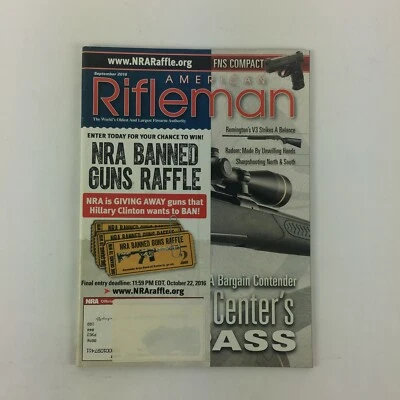 www.NRARaffle.org
FNS COMPACT
September 2016
AMERICAN
Rifleman
The World's Oldest And Largest Firearm Authority
ENTER TODAY FOR YOUR CHANCE TO WIN!
NRA BANNED
GUNS RAFFLE
NRA is GIVING AWAY guns that
Hillary Clinton wants to BAN!
NRA BANNED GUNS RAFFLE
Final entry deadline: 11:59 PM EDT, October 22, 2016
www.NRAraffle.org
NRA
Remington's V3 Strikes A Balance
Radom: Made By Unwilling Hands
Sharpshooting North & South
A Bargain Contender
Center's
ASS